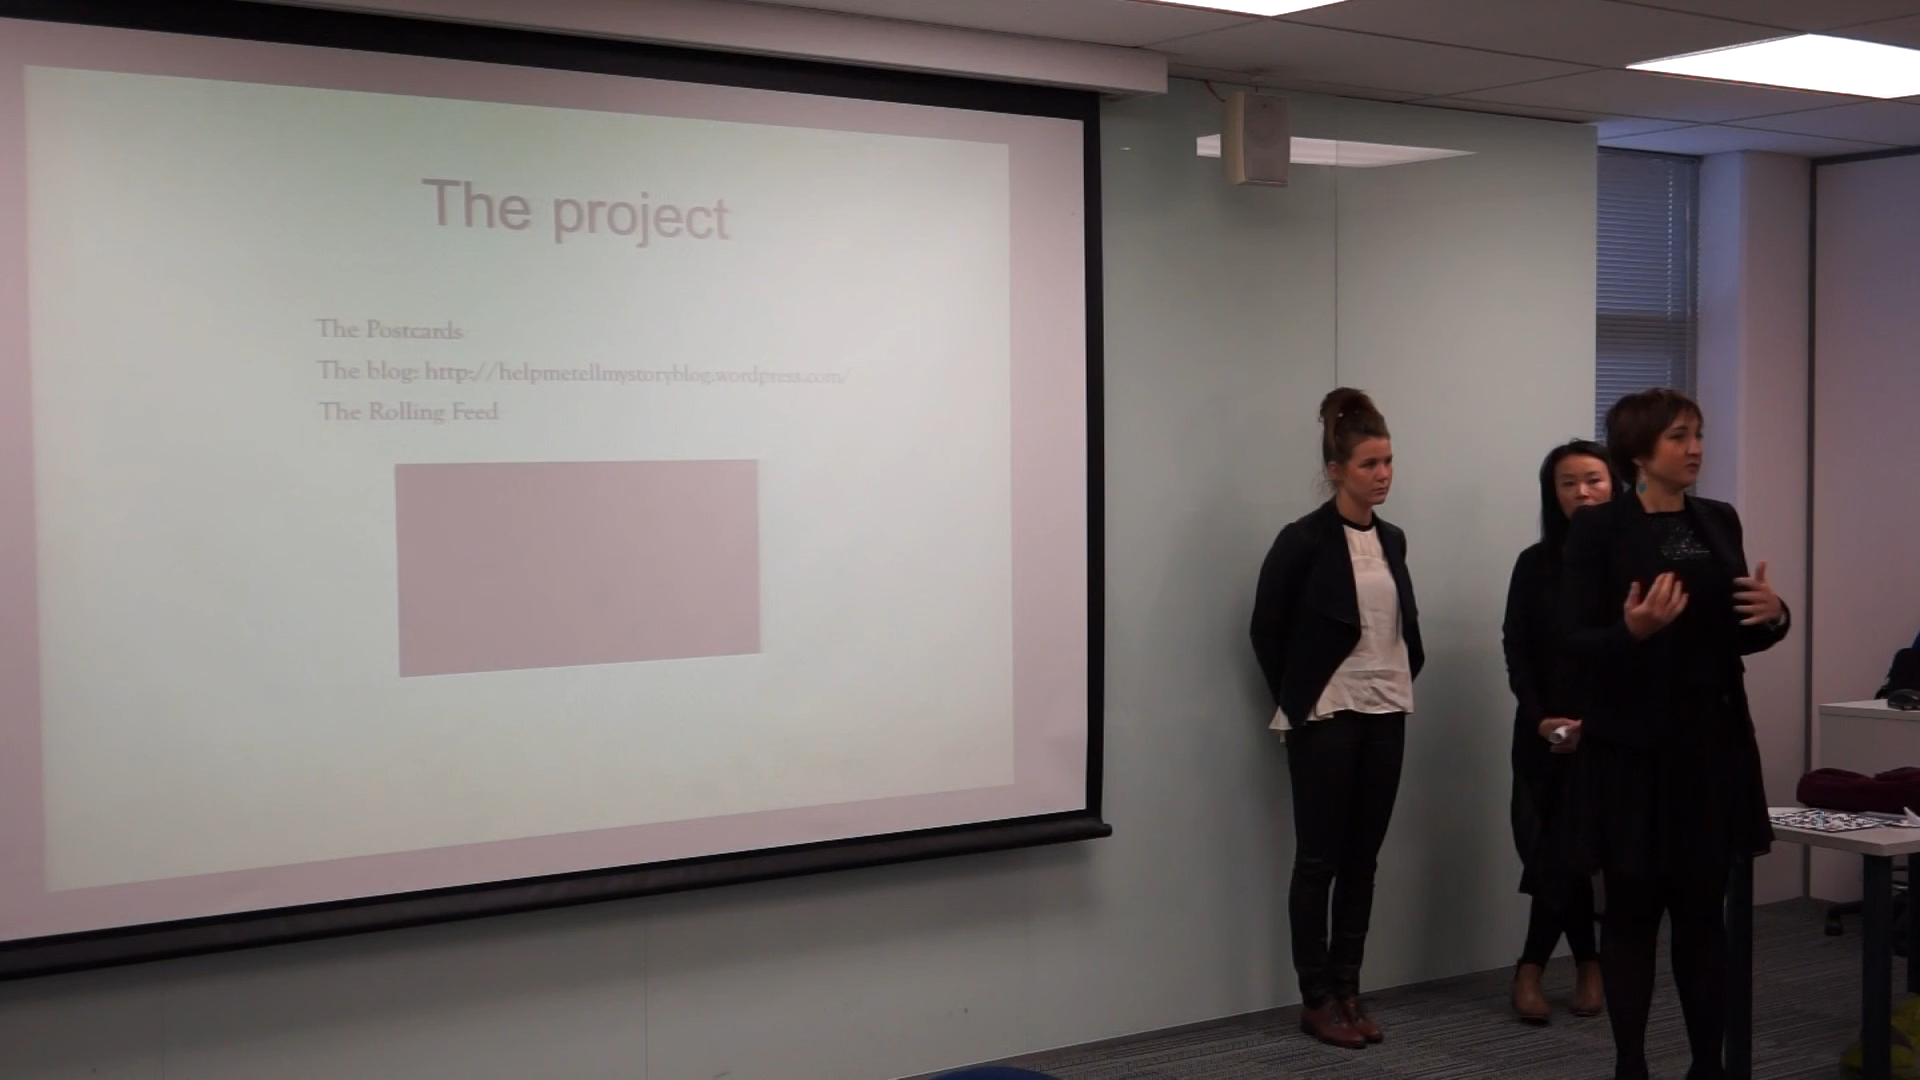 The project
The Postcards
The blog: http://helpmetellmystoryblog.wordpress.com/
The Rolling Feed